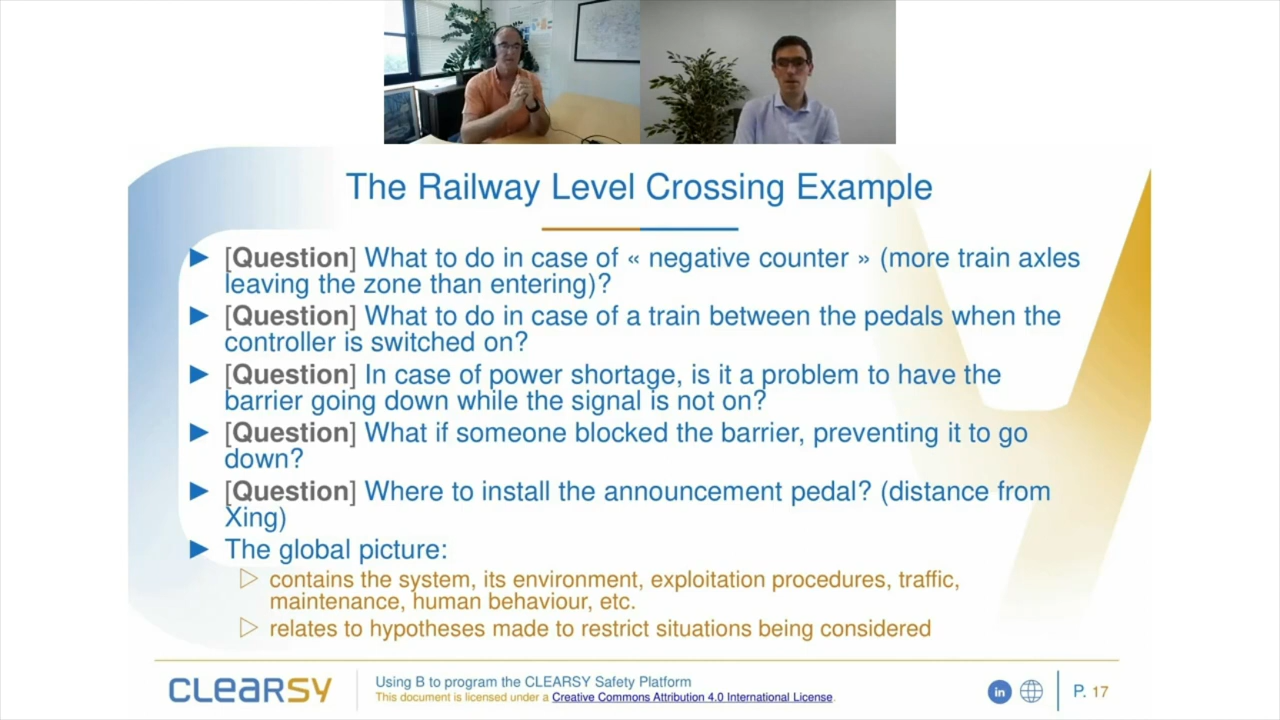 The Railway Level Crossing Example
[Question] What to do in case of « negative counter » (more train axles
leaving the zone than entering)?
[Question] What to do in case of a train between the pedals when the
controller is switched on?
[Question] In case of power shortage, is it a problem to have the
barrier going down while the signal is not on?
[Question] What if someone blocked the barrier, preventing it to go
down?
[Question] Where to install the announcement pedal? (distance from
Xing)
The global picture:
contains the system, its environment, exploitation procedures, traffic,
maintenance, human behaviour, etc.
relates to hypotheses made to restrict situations being considered
CLEARSY
Using B to program the CLEARSY Safety Platform
This document is licensed under a Creative Commons Attribution 4.0 International License.
in
P. 17